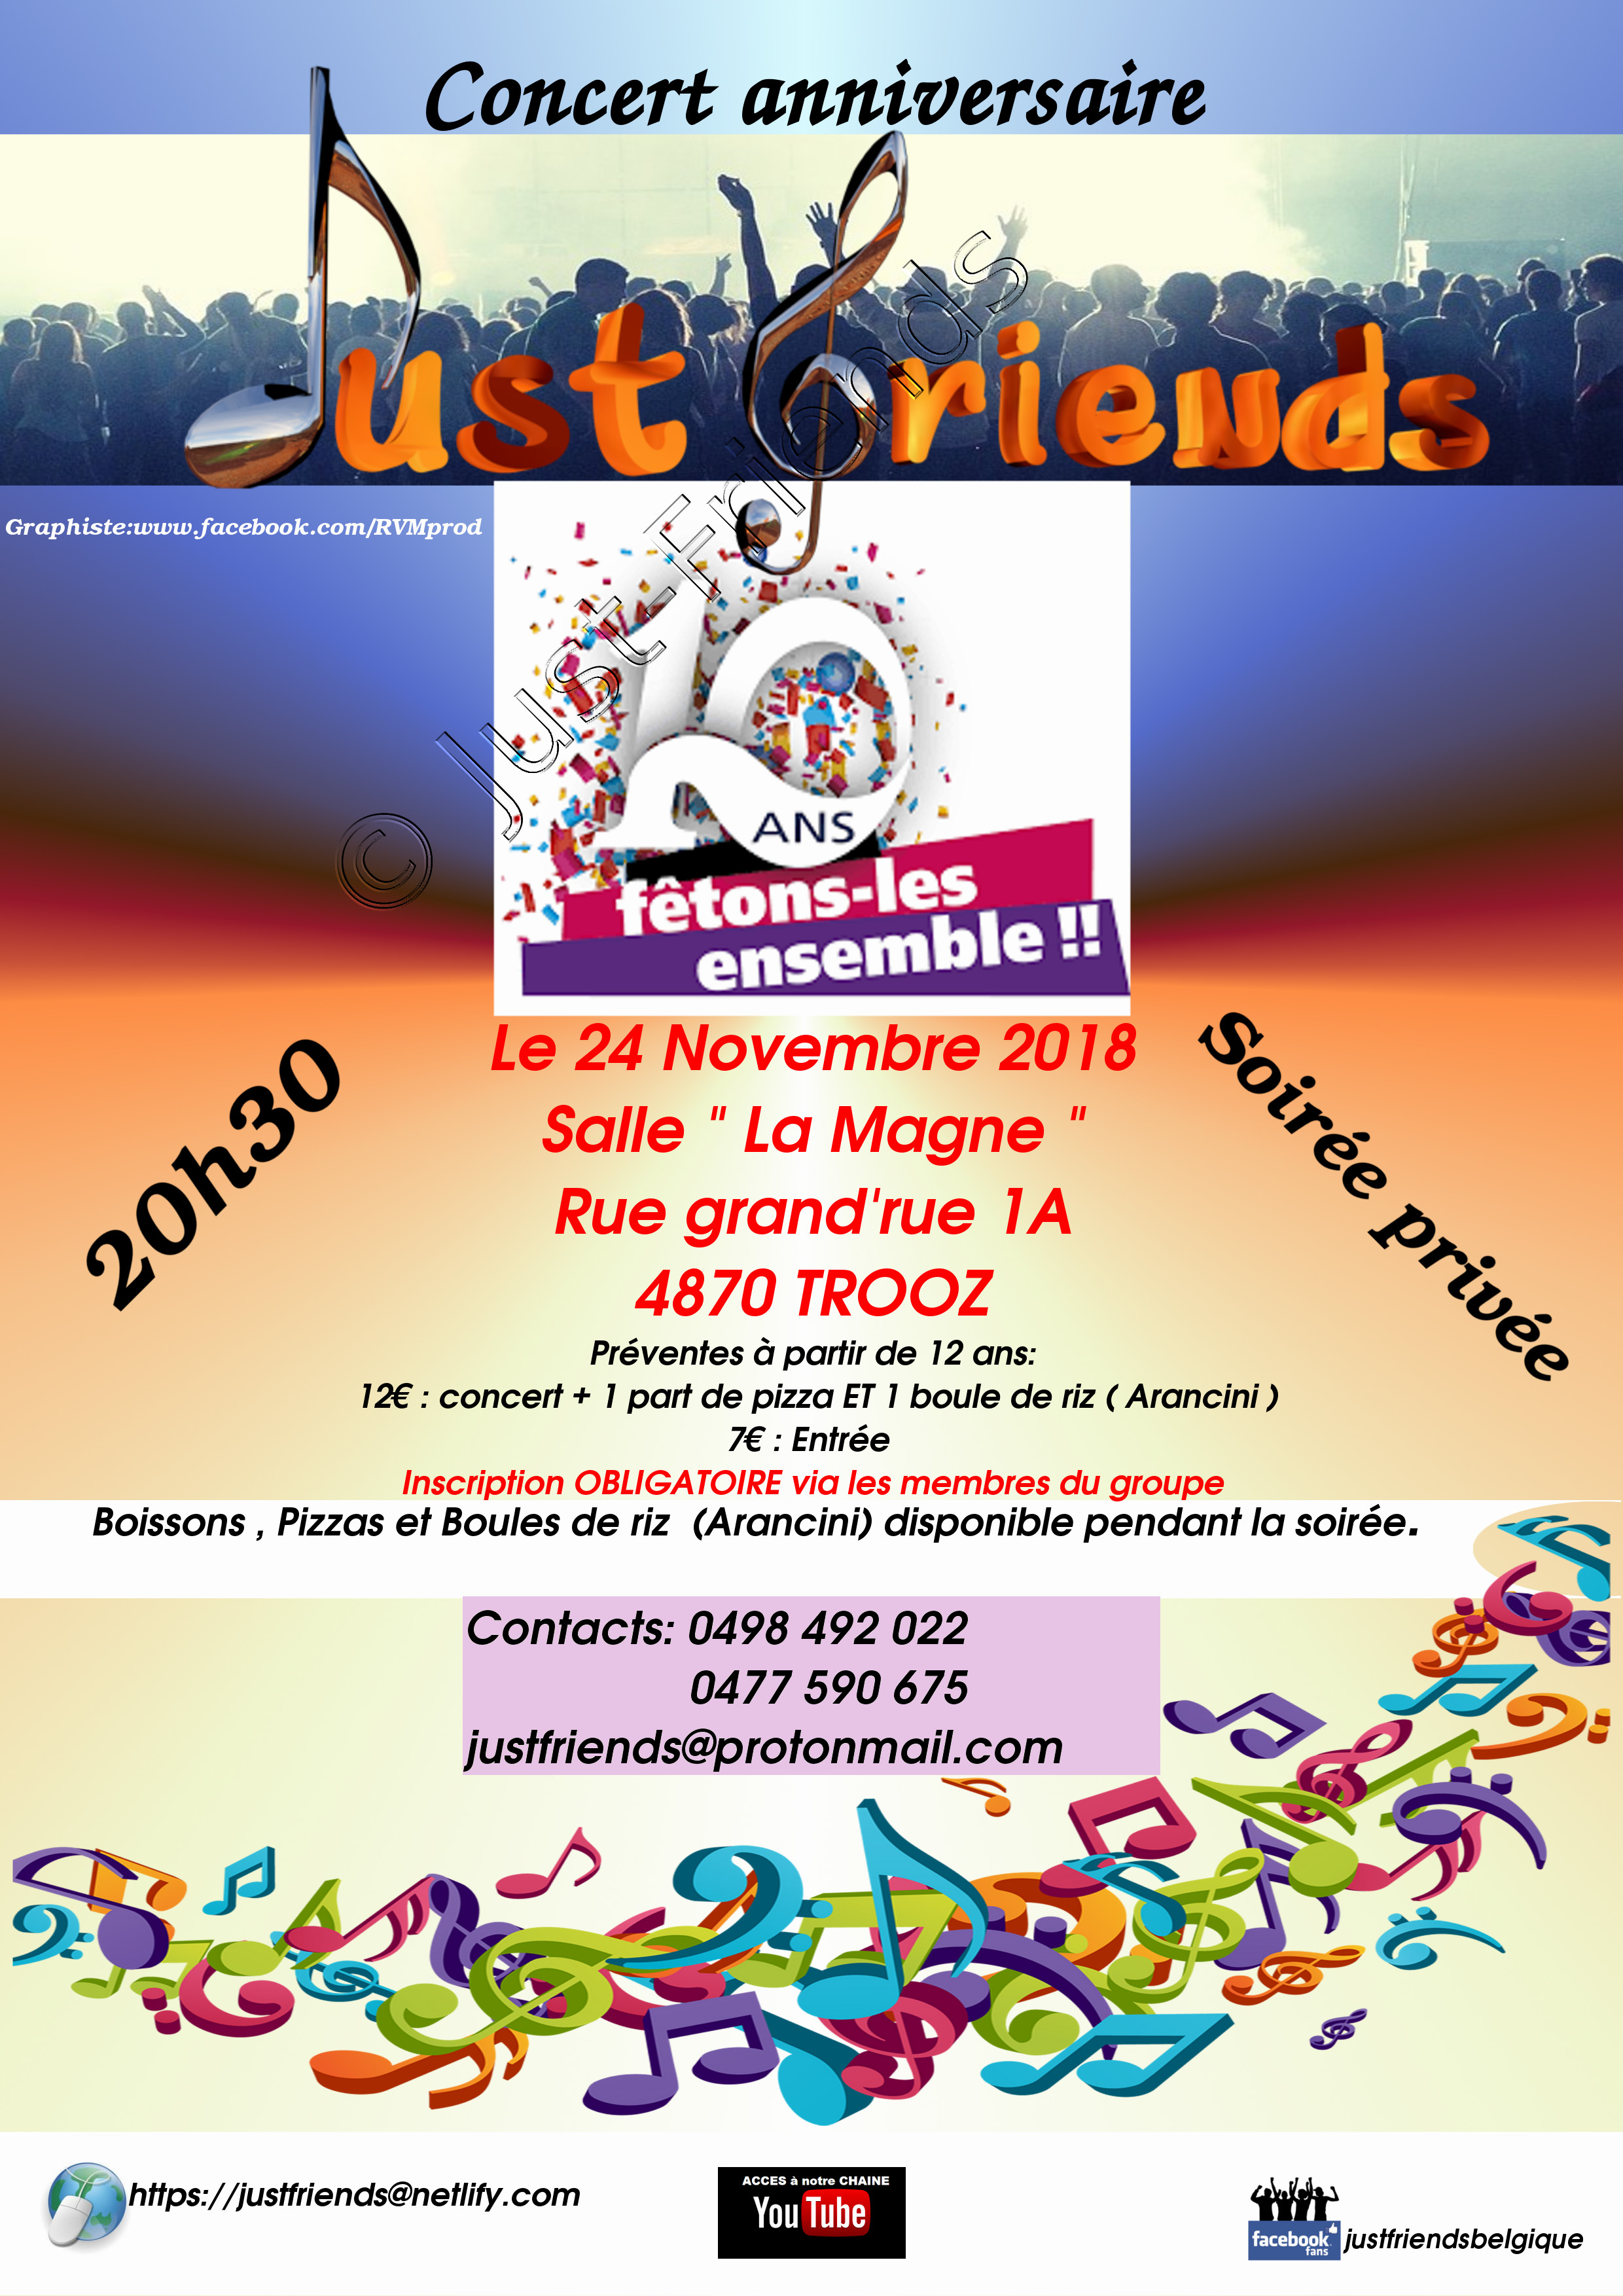 Concert anniversaire
Just Friends
Graphiste:www.facebook.com/RVMprod
© Just-Friends
10
ANS
fêtons-les
ensemble !!
20h30
Soirée privée
Le 24 Novembre 2018
Salle " La Magne "
Rue grand'rue 1A
4870 TROOZ
Préventes à partir de 12 ans:
12€ : concert + 1 part de pizza ET 1 boule de riz ( Arancini )
7€ : Entrée
Inscription OBLIGATOIRE via les membres du groupe
Boissons , Pizzas et Boules de riz (Arancini) disponible pendant la soirée.
Contacts: 0498 492 022
0477 590 675
justfriends@protonmail.com
https://justfriends@netlify.com
ACCES à notre CHAINE
YouTube
facebook
fans
justfriendsbelgique